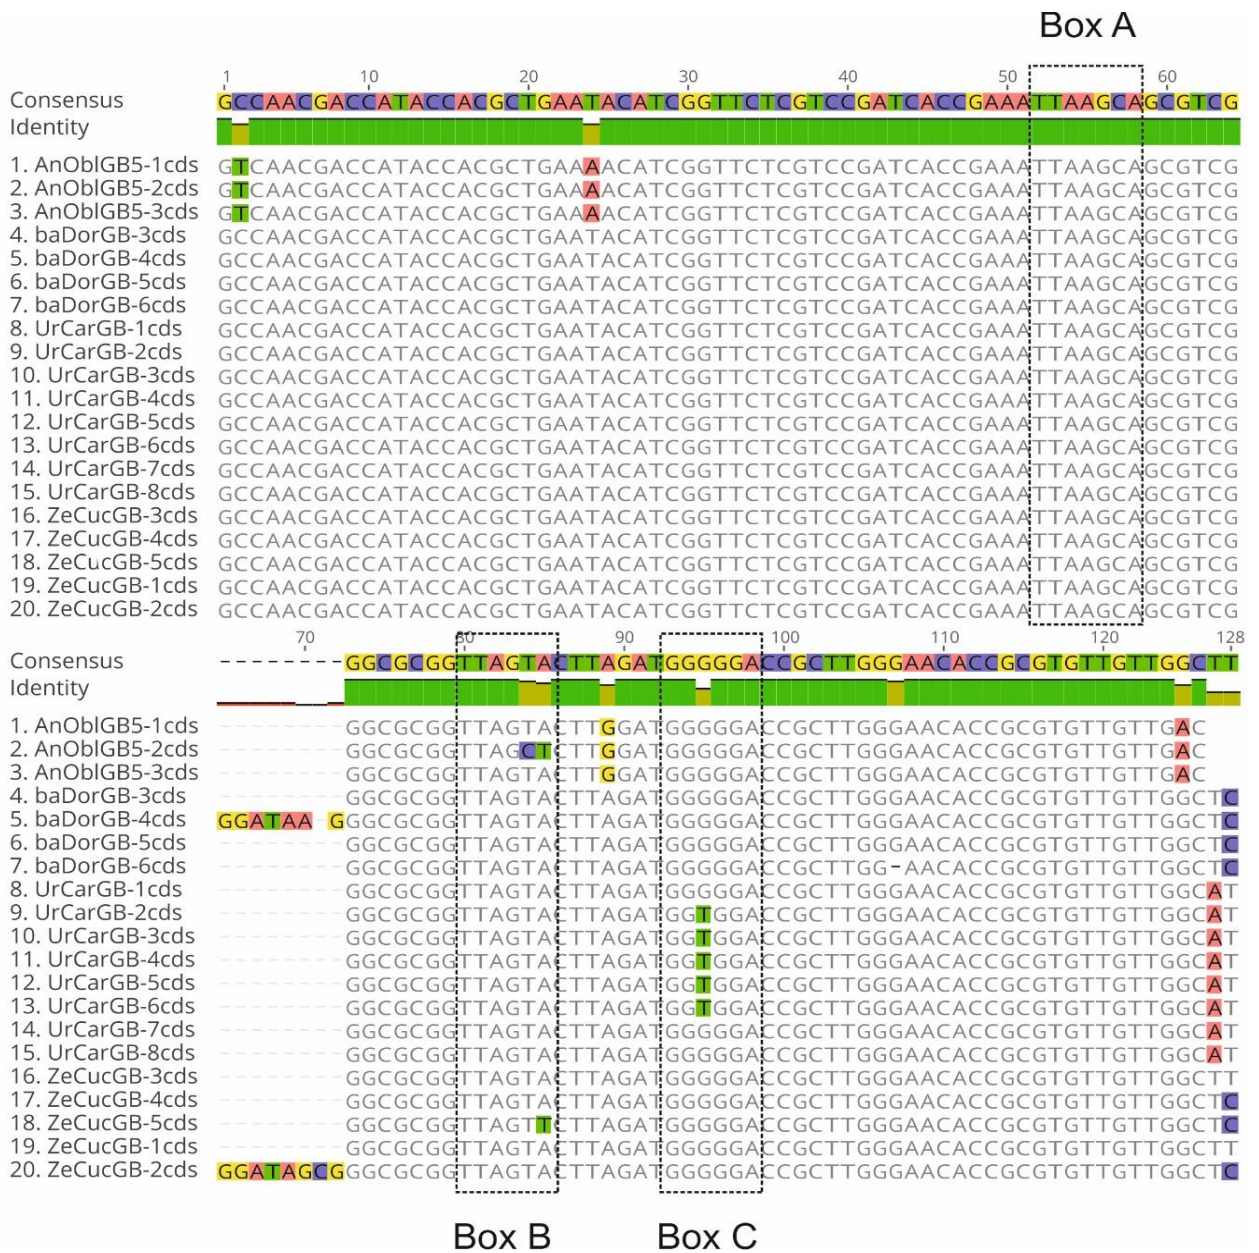 Box A
1 10 20 30 40 50 60
Consensus GCCAACGACCATACCACGCTGAATACATCGGTTCTCGTCCGATCACCGAAATTAAGCAGCGTCG
Identity
1. AnOblGB5-1cds GTCAACGACCATACCACGCTGAAAACATCGGTTCTCGTCCGATCACCGAAATTAAGCAGCGTCG
2. AnOblGB5-2cds GTCAACGACCATACCACGCTGAAAACATCGGTTCTCGTCCGATCACCGAAATTAAGCAGCGTCG
3. AnOblGB5-3cds GTCAACGACCATACCACGCTGAAAACATCGGTTCTCGTCCGATCACCGAAATTAAGCAGCGTCG
4. baDorGB-3cds GCCAACGACCATACCACGCTGAATACATCGGTTCTCGTCCGATCACCGAAATTAAGCAGCGTCG
5. baDorGB-4cds GCCAACGACCATACCACGCTGAATACATCGGTTCTCGTCCGATCACCGAAATTAAGCAGCGTCG
6. baDorGB-5cds GCCAACGACCATACCACGCTGAATACATCGGTTCTCGTCCGATCACCGAAATTAAGCAGCGTCG
7. baDorGB-6cds GCCAACGACCATACCACGCTGAATACATCGGTTCTCGTCCGATCACCGAAATTAAGCAGCGTCG
8. UrCarGB-1cds GCCAACGACCATACCACGCTGAATACATCGGTTCTCGTCCGATCACCGAAATTAAGCAGCGTCG
9. UrCarGB-2cds GCCAACGACCATACCACGCTGAATACATCGGTTCTCGTCCGATCACCGAAATTAAGCAGCGTCG
10. UrCarGB-3cds GCCAACGACCATACCACGCTGAATACATCGGTTCTCGTCCGATCACCGAAATTAAGCAGCGTCG
11. UrCarGB-4cds GCCAACGACCATACCACGCTGAATACATCGGTTCTCGTCCGATCACCGAAATTAAGCAGCGTCG
12. UrCarGB-5cds GCCAACGACCATACCACGCTGAATACATCGGTTCTCGTCCGATCACCGAAATTAAGCAGCGTCG
13. UrCarGB-6cds GCCAACGACCATACCACGCTGAATACATCGGTTCTCGTCCGATCACCGAAATTAAGCAGCGTCG
14. UrCarGB-7cds GCCAACGACCATACCACGCTGAATACATCGGTTCTCGTCCGATCACCGAAATTAAGCAGCGTCG
15. UrCarGB-8cds GCCAACGACCATACCACGCTGAATACATCGGTTCTCGTCCGATCACCGAAATTAAGCAGCGTCG
16. ZeCucGB-3cds GCCAACGACCATACCACGCTGAATACATCGGTTCTCGTCCGATCACCGAAATTAAGCAGCGTCG
17. ZeCucGB-4cds GCCAACGACCATACCACGCTGAATACATCGGTTCTCGTCCGATCACCGAAATTAAGCAGCGTCG
18. ZeCucGB-5cds GCCAACGACCATACCACGCTGAATACATCGGTTCTCGTCCGATCACCGAAATTAAGCAGCGTCG
19. ZeCucGB-1cds GCCAACGACCATACCACGCTGAATACATCGGTTCTCGTCCGATCACCGAAATTAAGCAGCGTCG
20. ZeCucGB-2cds GCCAACGACCATACCACGCTGAATACATCGGTTCTCGTCCGATCACCGAAATTAAGCAGCGTCG
70 80 90 100 110 120 128
Consensus --------GGCGCGGTTAGTACTTAGATGGGGGACCGCTTGGGAACACCGCGTGTTGTTGGCTT
Identity
1. AnOblGB5-1cds --------GGCGCGGTTAGTACTTGGATGGGGGACCGCTTGGGAACACCGCGTGTTGTTGA
2. AnOblGB5-2cds --------GGCGCGGTTAGCTCTTGGATGGGGGACCGCTTGGGAACACCGCGTGTTGTTGAC
3. AnOblGB5-3cds --------GGCGCGGTTAGTACTTGGATGGGGGACCGCTTGGGAACACCGCGTGTTGTTGAC
4. baDorGB-3cds --------GGCGCGGTTAGTACTTAGATGGGGGACCGCTTGGGAACACCGCGTGTTGTTGGCTC
5. baDorGB-4cds GGATAA-GGGCGCGGTTAGTACTTAGATGGGGGACCGCTTGGGAACACCGCGTGTTGTTGGCTC
6. baDorGB-5cds --------GGCGCGGTTAGTACTTAGATGGGGGACCGCTTGGGAACACCGCGTGTTGTTGGCTC
7. baDorGB-6cds --------GGCGCGGTTAGTACTTAGATGGGGGACCGCTTGG-AACACCGCGTGTTGTTGGCTC
8. UrCarGB-1cds --------GGCGCGGTTAGTACTTAGATGGGGGACCGCTTGGGAACACCGCGTGTTGTTGGCAT
9. UrCarGB-2cds --------GGCGCGGTTAGTACTTAGATGGTGGACCGCTTGGGAACACCGCGTGTTGTTGGCAT
10. UrCarGB-3cds --------GGCGCGGTTAGTACTTAGATGGTGGACCGCTTGGGAACACCGCGTGTTGTTGGCAT
11. UrCarGB-4cds --------GGCGCGGTTAGTACTTAGATGGTGGACCGCTTGGGAACACCGCGTGTTGTTGGCAT
12. UrCarGB-5cds --------GGCGCGGTTAGTACTTAGATGGTGGACCGCTTGGGAACACCGCGTGTTGTTGGCAT
13. UrCarGB-6cds --------GGCGCGGTTAGTACTTAGATGGTGGACCGCTTGGGAACACCGCGTGTTGTTGGCAT
14. UrCarGB-7cds --------GGCGCGGTTAGTACTTAGATGGGGGACCGCTTGGGAACACCGCGTGTTGTTGGCAT
15. UrCarGB-8cds --------GGCGCGGTTAGTACTTAGATGGGGGACCGCTTGGGAACACCGCGTGTTGTTGGCAT
16. ZeCucGB-3cds --------GGCGCGGTTAGTACTTAGATGGGGGACCGCTTGGGAACACCGCGTGTTGTTGGCTT
17. ZeCucGB-4cds --------GGCGCGGTTAGTACTTAGATGGGGGACCGCTTGGGAACACCGCGTGTTGTTGGCTC
18. ZeCucGB-5cds --------GGCGCGGTTAGTTCTTAGATGGGGGACCGCTTGGGAACACCGCGTGTTGTTGGCTC
19. ZeCucGB-1cds --------GGCGCGGTTAGTACTTAGATGGGGGACCGCTTGGGAACACCGCGTGTTGTTGGCTT
20. ZeCucGB-2cds GGATAGCGGGCGCGGTTAGTACTTAGATGGGGGACCGCTTGGGAACACCGCGTGTTGTTGGCTC
Box B Box C